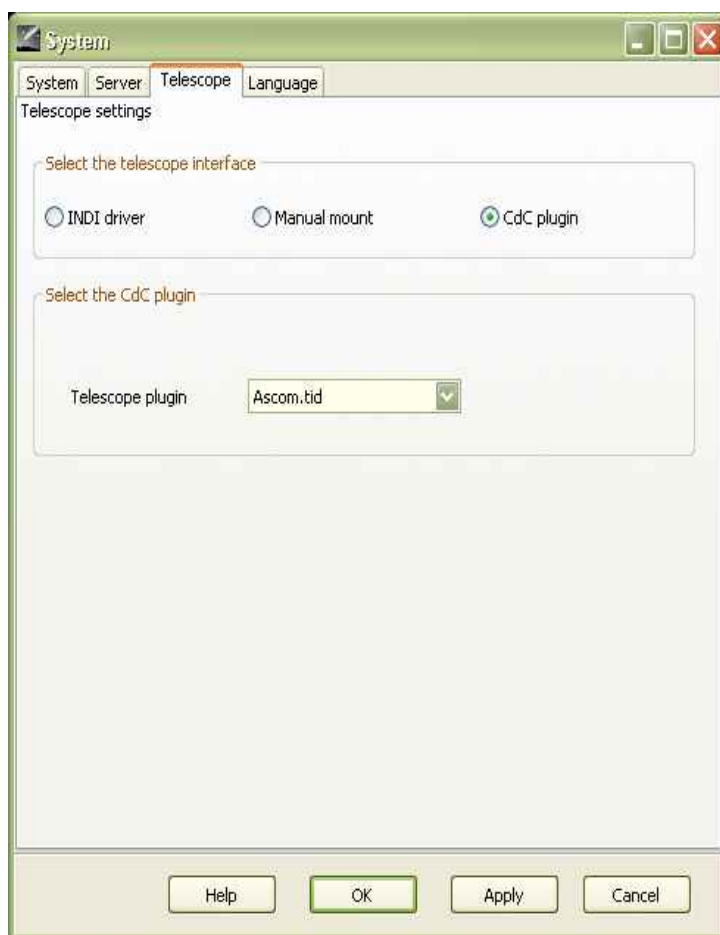 System
System Server Telescope Language
Telescope settings
Select the telescope interface
INDI driver Manual mount CdC plugin
Select the CdC plugin
Telescope plugin Ascom.tid
Help OK Apply Cancel